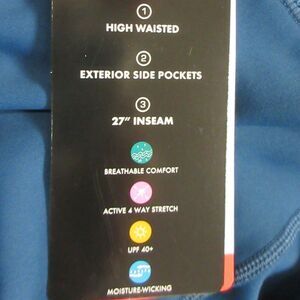 1
HIGH WAISTED
2
EXTERIOR SIDE POCKETS
3
27" INSEAM
BREATHABLE COMFORT
ACTIVE 4 WAY STRETCH
UPF 40+
MOISTURE-WICKING